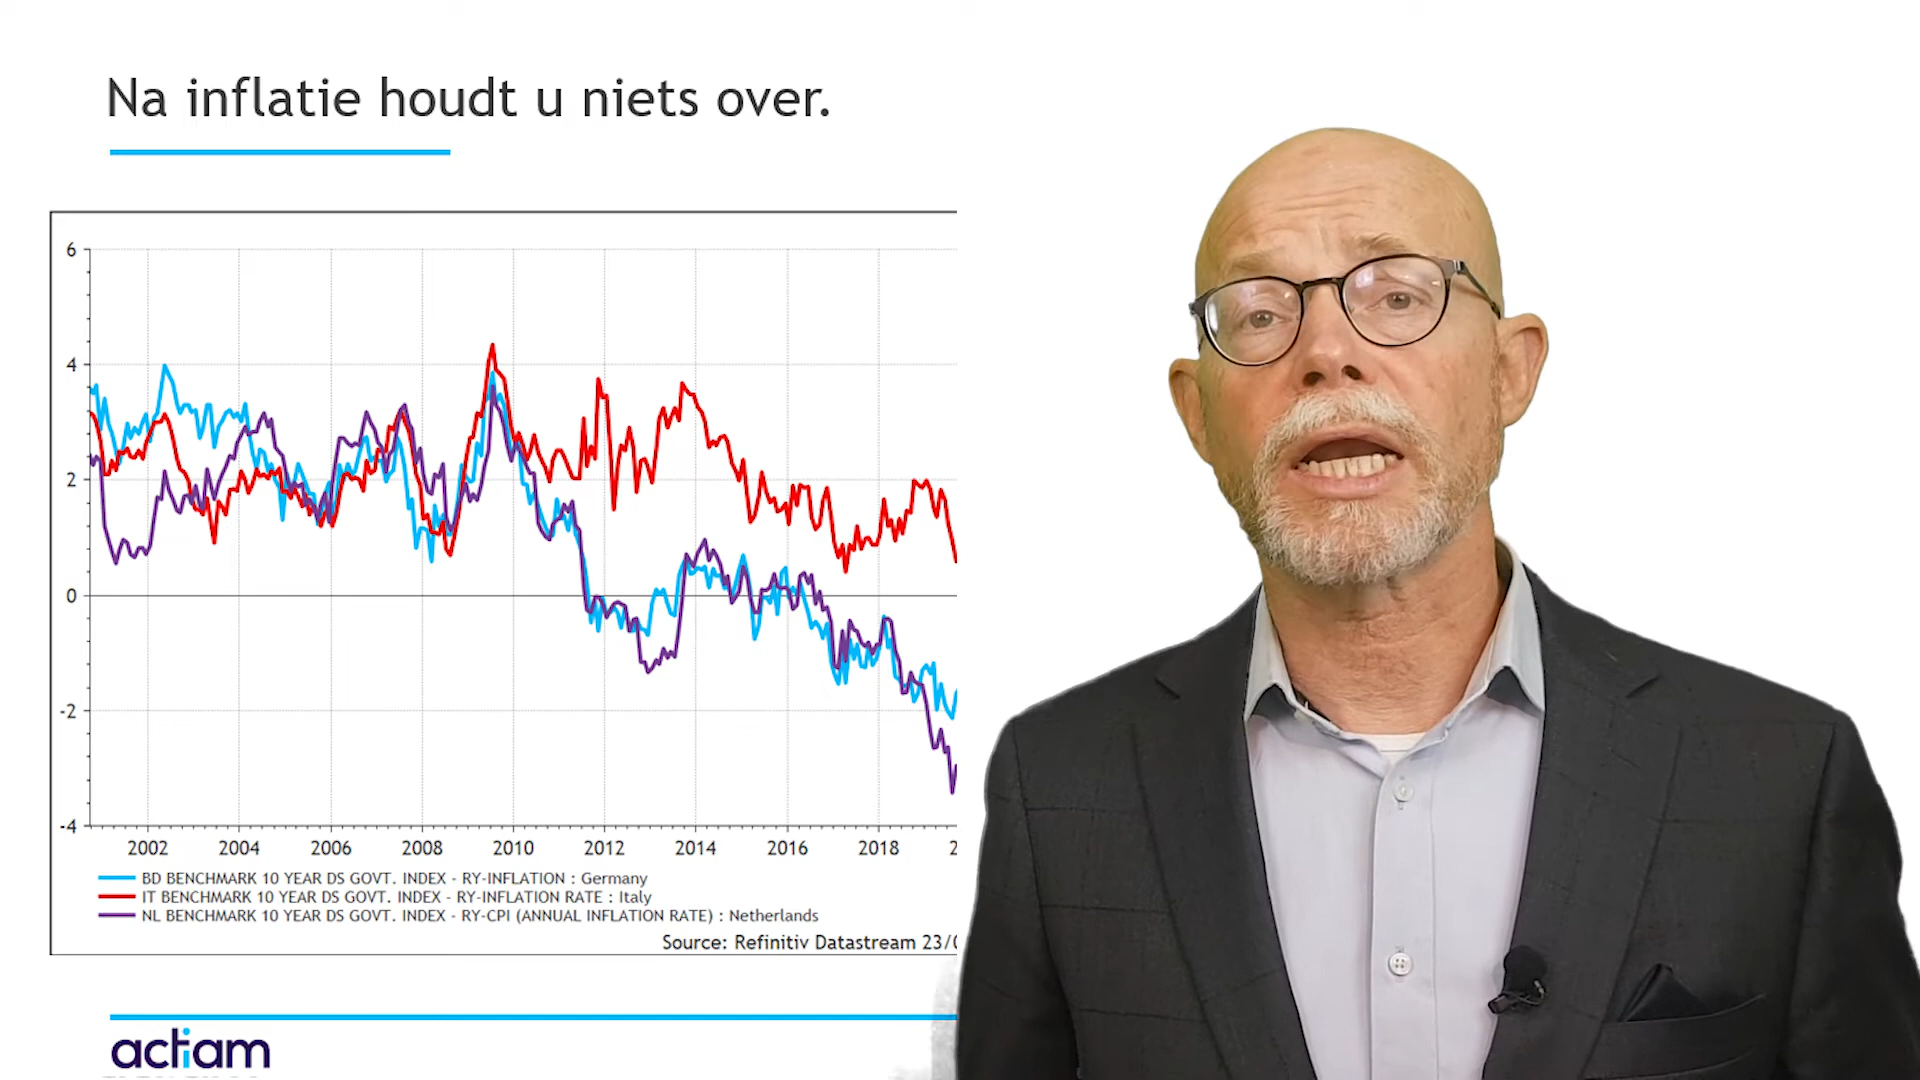 Na inflatie houdt u niets over.
6
4
2
0
-2
-4
2002 2004 2006 2008 2010 2012 2014 2016 2018 2
BD BENCHMARK 10 YEAR DS GOVT. INDEX - RY-INFLATION : Germany
IT BENCHMARK 10 YEAR DS GOVT. INDEX - RY-INFLATION RATE : Italy
NL BENCHMARK 10 YEAR DS GOVT. INDEX - RY-CPI (ANNUAL INFLATION RATE) : Netherlands
Source: Refinitiv Datastream 23/0
actiam